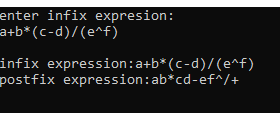 enter infix expresion:
a+b*(c-d)/(e^f)
infix expression:a+b*(c-d)/(e^f)
postfix expression:ab*cd-ef^/+